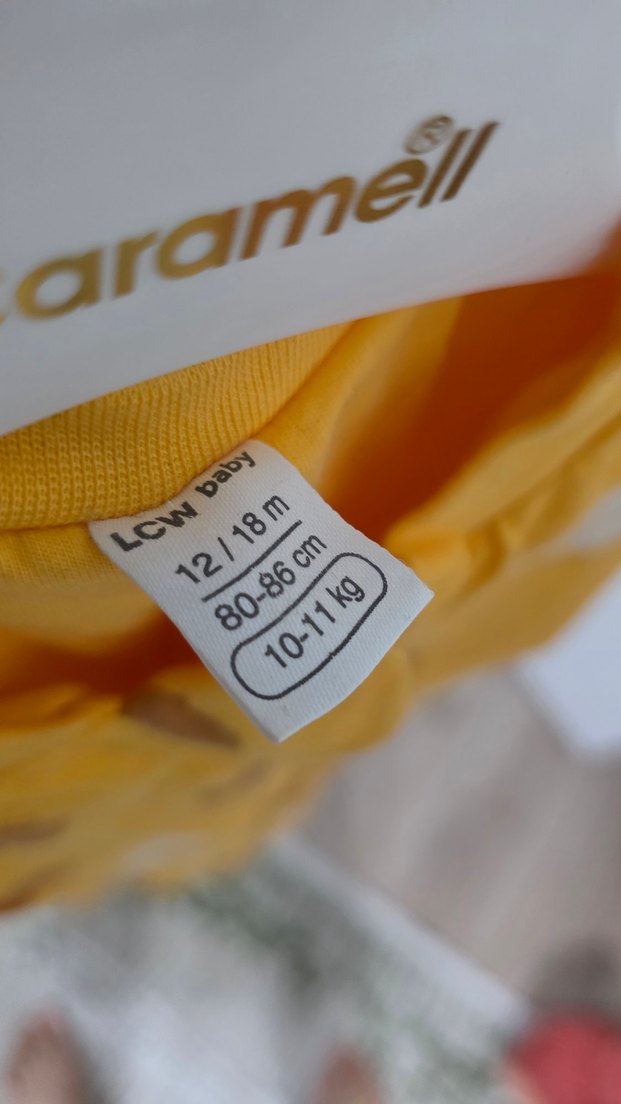 caramell®
LCW baby
12 / 18 m
80-86 cm
10-11 kg